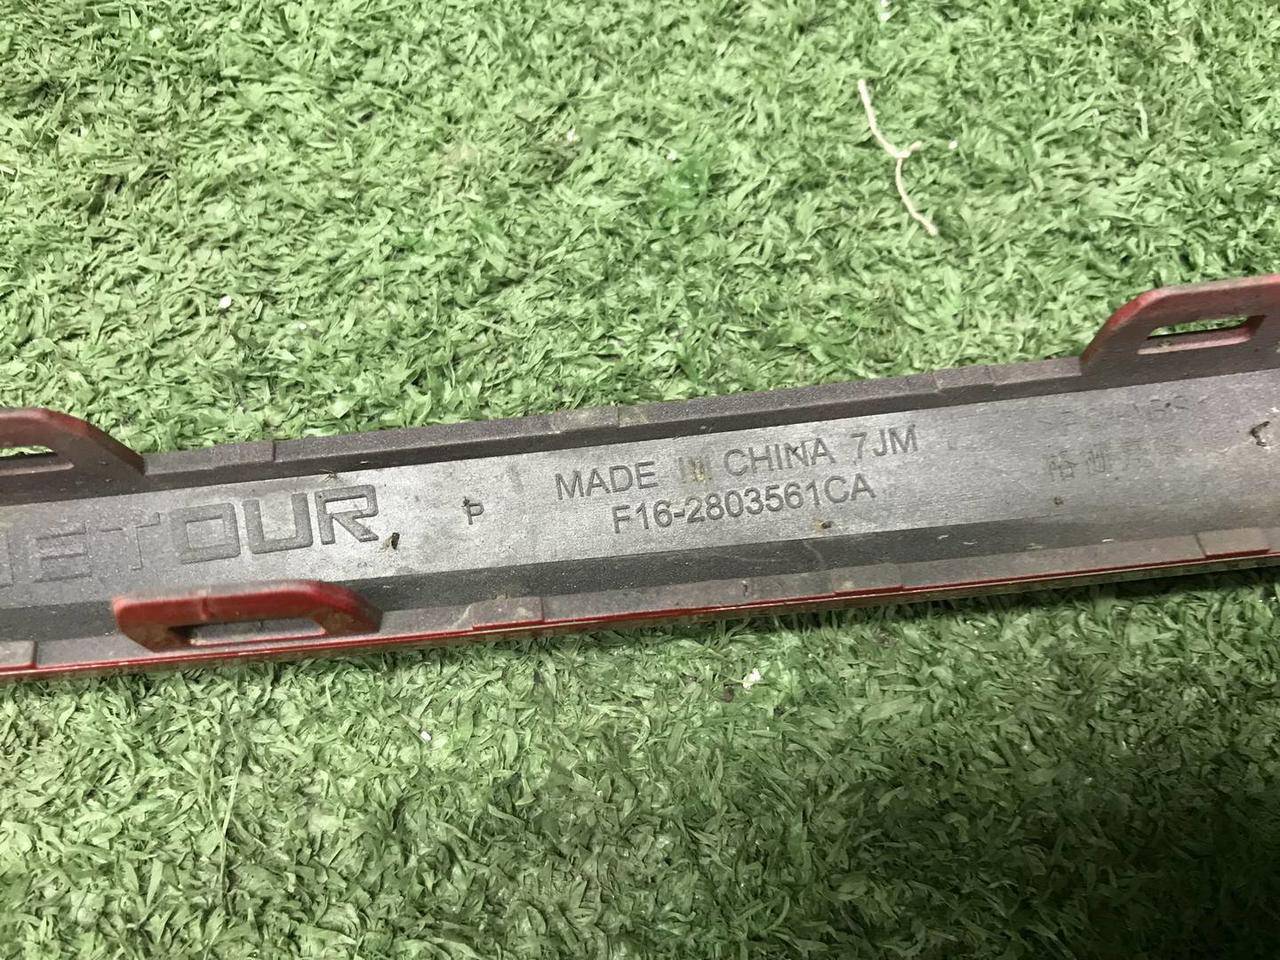 ETOUR
P
MADE IN CHINA 7JM
F16-2803561CA